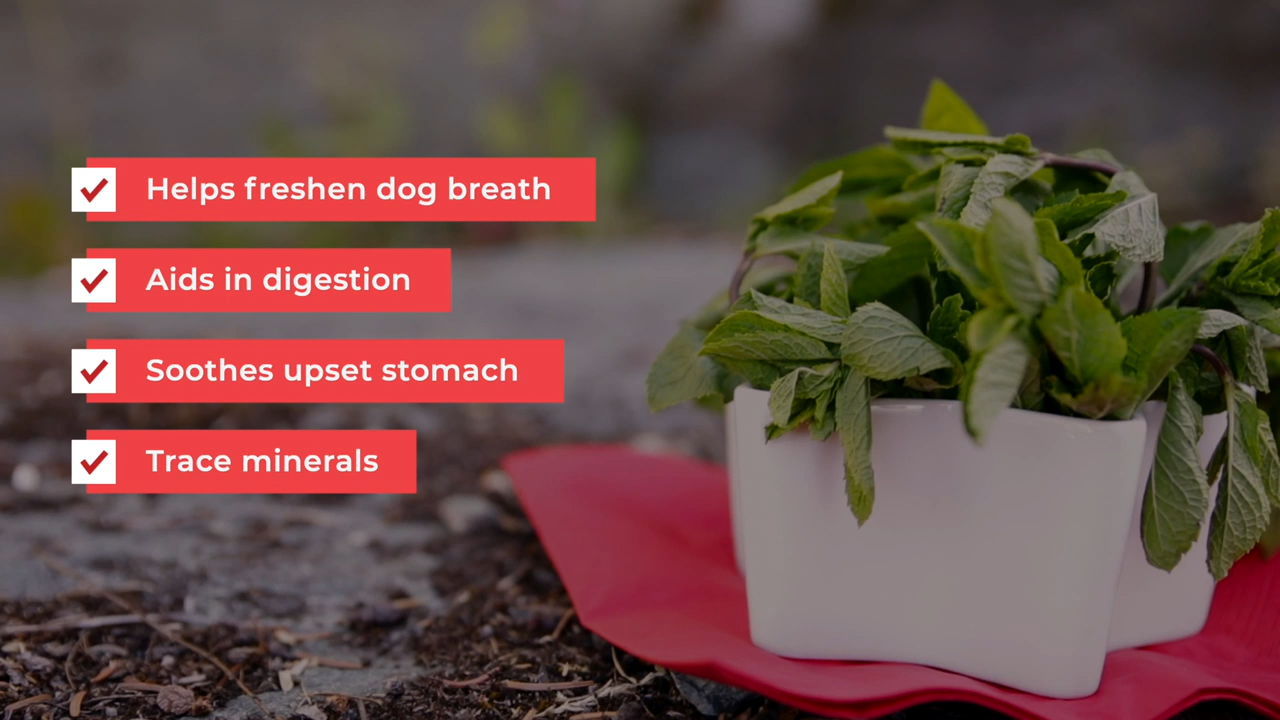 Helps freshen dog breath
Aids in digestion
Soothes upset stomach
Trace minerals